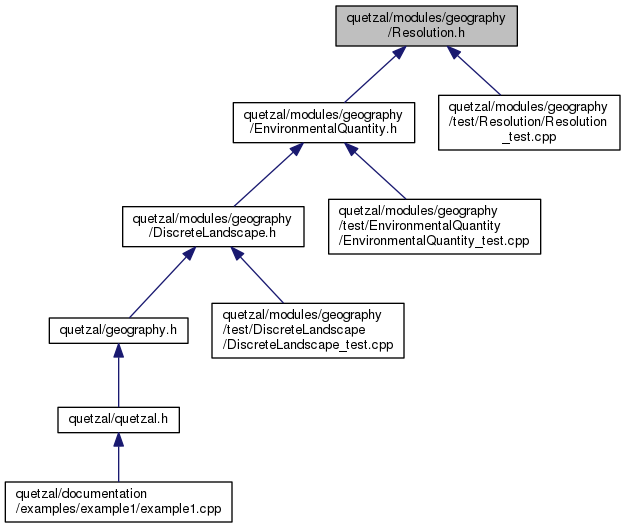 quetzal/modules/geography
/Resolution.h
quetzal/modules/geography
/EnvironmentalQuantity.h
quetzal/modules/geography
/test/Resolution/Resolution
_test.cpp
quetzal/modules/geography
/DiscreteLandscape.h
quetzal/modules/geography
/test/EnvironmentalQuantity
/EnvironmentalQuantity_test.cpp
quetzal/geography.h
quetzal/modules/geography
/test/DiscreteLandscape
/DiscreteLandscape_test.cpp
quetzal/quetzal.h
quetzal/documentation
/examples/example1/example1.cpp